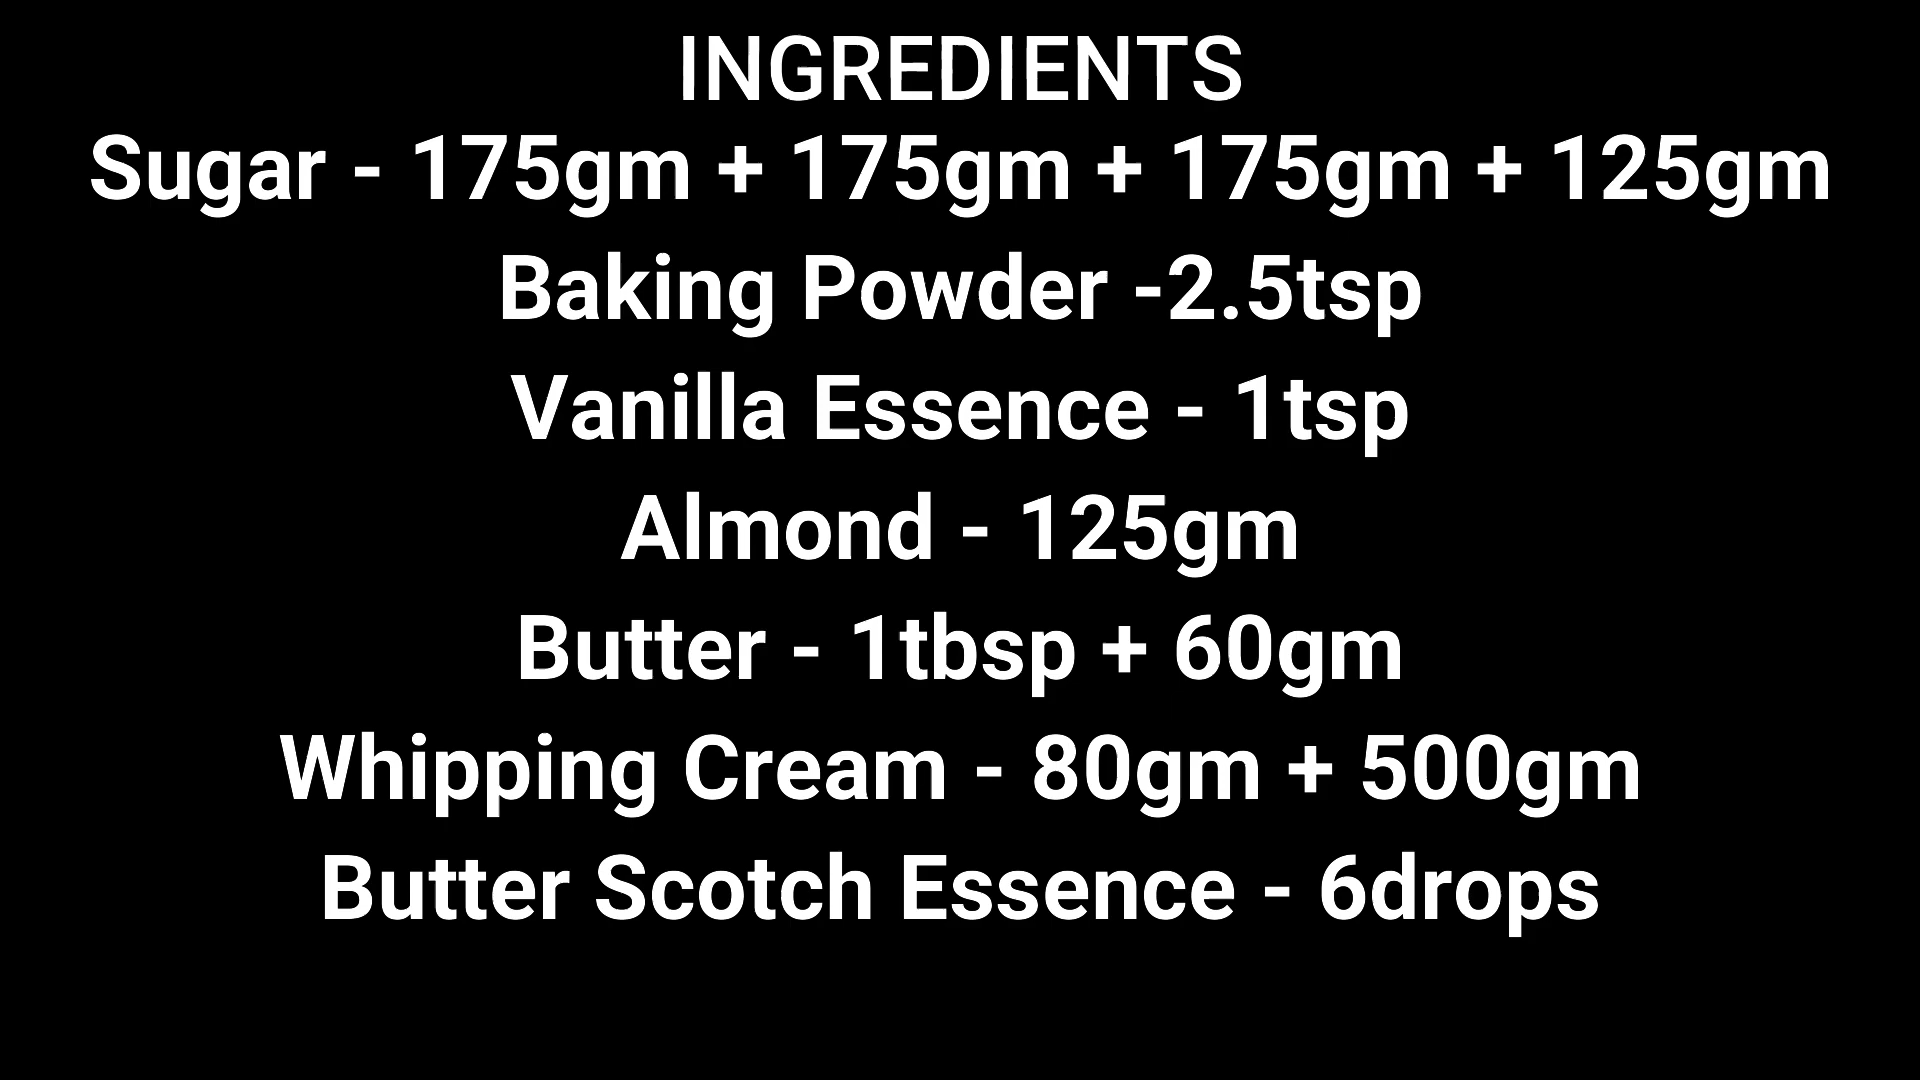 INGREDIENTS
Sugar - 175gm + 175gm + 175gm + 125gm
Baking Powder -2.5tsp
Vanilla Essence - 1tsp
Almond - 125gm
Butter - 1tbsp + 60gm
Whipping Cream - 80gm + 500gm
Butter Scotch Essence - 6drops